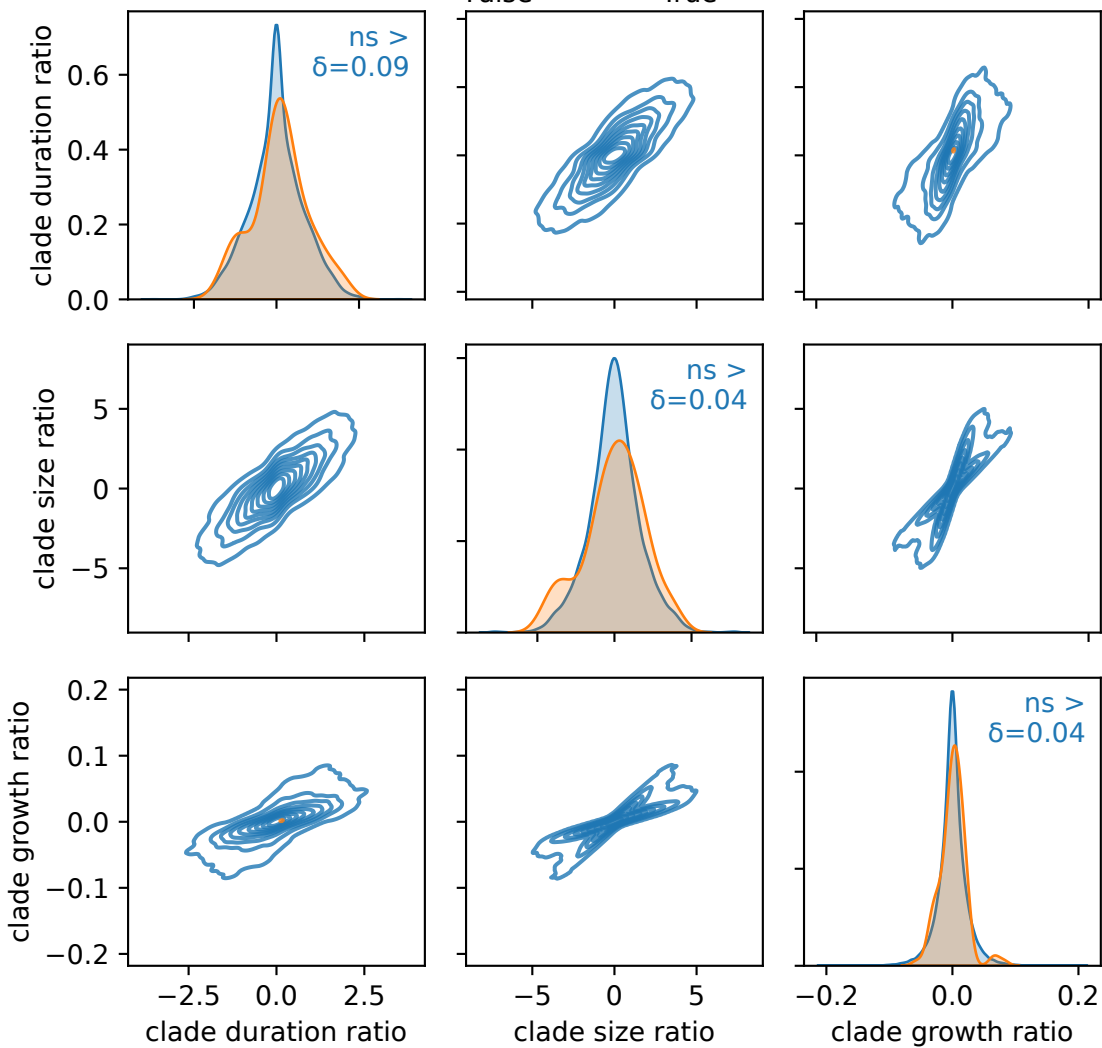 clade duration ratio
0.6
0.4
0.2
0.0
ns >
δ=0.09
clade size ratio
5
0
−5
ns >
δ=0.04
clade growth ratio
0.2
0.1
0.0
−0.1
−0.2
ns >
δ=0.04
−2.5 0.0 2.5
−5 0 5
−0.2 0.0 0.2
clade duration ratio
clade size ratio
clade growth ratio